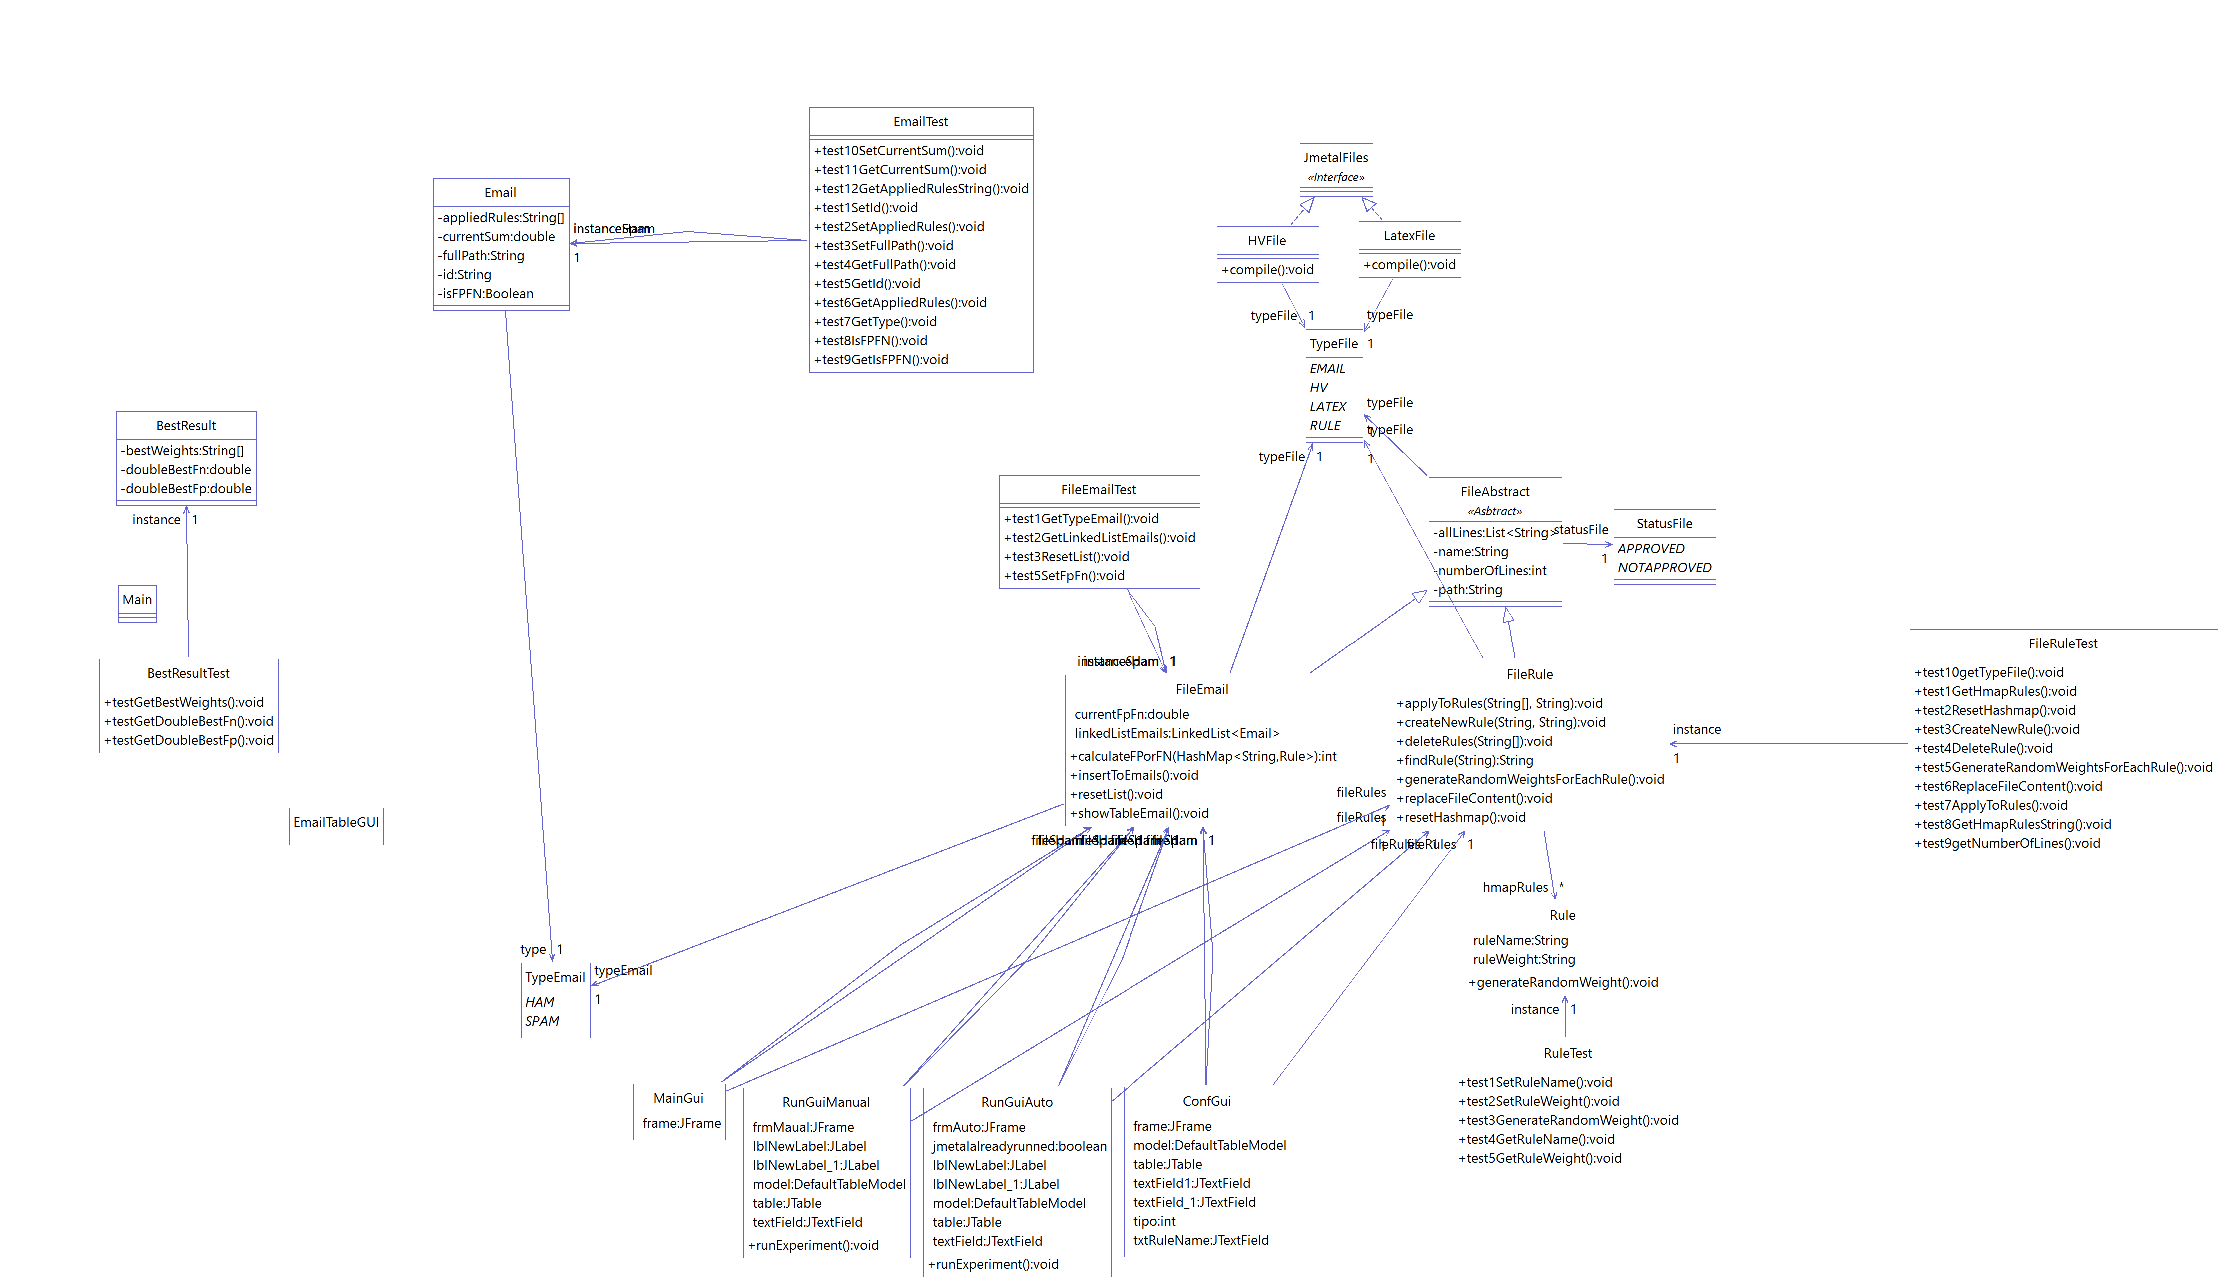 EmailTest
+test10SetCurrentSum():void
+test11GetCurrentSum():void
+test12GetAppliedRulesString():void
+test1SetId():void
+test2SetAppliedRules():void
+test3SetFullPath():void
+test4GetFullPath():void
+test5GetId():void
+test6GetAppliedRules():void
+test7GetType():void
+test8IsFPFN():void
+test9GetIsFPFN():void
Email
-appliedRules:String[]
-currentSum:double
-fullPath:String
-id:String
-isFPFN:Boolean
1
JmetalFiles
«Interface»
HVFile
+compile():void
LatexFile
+compile():void
typeFile 1
typeFile
1
TypeFile
EMAIL
HV
LATEX
RULE
typeFile
typeFile
1
typeFile 1
BestResult
-bestWeights:String[]
-doubleBestFn:double
-doubleBestFp:double
instance 1
Main
BestResultTest
+testGetBestWeights():void
+testGetDoubleBestFn():void
+testGetDoubleBestFp():void
EmailTableGUI
FileEmailTest
+test1GetTypeEmail():void
+test2GetLinkedListEmails():void
+test3ResetList():void
+test5SetFpFn():void
FileAbstract
«Asbtract»
-allLines:List<String>
-name:String
-numberOfLines:int
-path:String
statusFile
1
StatusFile
APPROVED
NOTAPPROVED
1
FileEmail
currentFpFn:double
linkedListEmails:LinkedList<Email>
+calculateFPorFN(HashMap<String,Rule>):int
+insertToEmails():void
+resetList():void
+showTableEmail():void
1
FileRule
+applyToRules(String[], String):void
+createNewRule(String, String):void
+deleteRules(String[]):void
+findRule(String):String
+generateRandomWeightsForEachRule():void
+replaceFileContent():void
+resetHashmap():void
fileRules
fileRules
1
fileRules
fileRules 1
instance
1
FileRuleTest
+test10getTypeFile():void
+test1GetHmapRules():void
+test2ResetHashmap():void
+test3CreateNewRule():void
+test4DeleteRule():void
+test5GenerateRandomWeightsForEachRule():void
+test6ReplaceFileContent():void
+test7ApplyToRules():void
+test8GetHmapRulesString():void
+test9getNumberOfLines():void
hmapRules *
Rule
ruleName:String
ruleWeight:String
+generateRandomWeight():void
instance 1
RuleTest
+test1SetRuleName():void
+test2SetRuleWeight():void
+test3GenerateRandomWeight():void
+test4GetRuleName():void
+test5GetRuleWeight():void
type 1
typeEmail
1
TypeEmail
HAM
SPAM
MainGui
frame:JFrame
RunGuiManual
frmMaual:JFrame
lblNewLabel:JLabel
lblNewLabel_1:JLabel
model:DefaultTableModel
table:JTable
textField:JTextField
+runExperiment():void
RunGuiAuto
frmAuto:JFrame
jmetalalreadyrunned:boolean
lblNewLabel:JLabel
lblNewLabel_1:JLabel
model:DefaultTableModel
table:JTable
textField:JTextField
+runExperiment():void
ConfGui
frame:JFrame
model:DefaultTableModel
table:JTable
textField1:JTextField
textField_1:JTextField
tipo:int
txtRuleName:JTextField